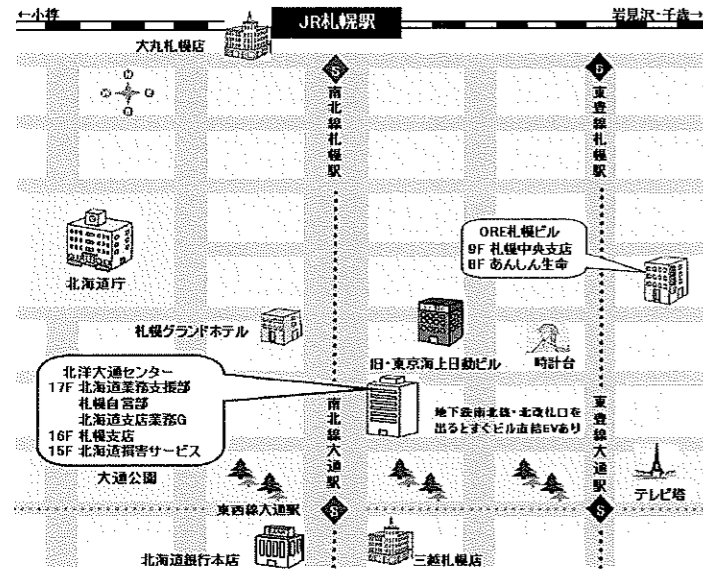 ←小樽
JR札幌駅
岩見沢・千歳→
大丸札幌店
S
S
南北線札幌駅
東豊線札幌駅
ORE札幌ビル
9F 札幌中央支店
8F あんしん生命
北海道庁
札幌グランドホテル
旧・東京海上日動ビル
時計台
北洋大通センター
17F 北海道業務支援部
札幌自営部
北海道支店業務G
16F 札幌支店
15F 北海道損害サービス
南北線大通駅
地下鉄南北線・北改札口を
出るとすぐビル直結EVあり
東豊線大通駅
大通公園
テレビ塔
東西線大通駅
S
S
北海道銀行本店
三越札幌店